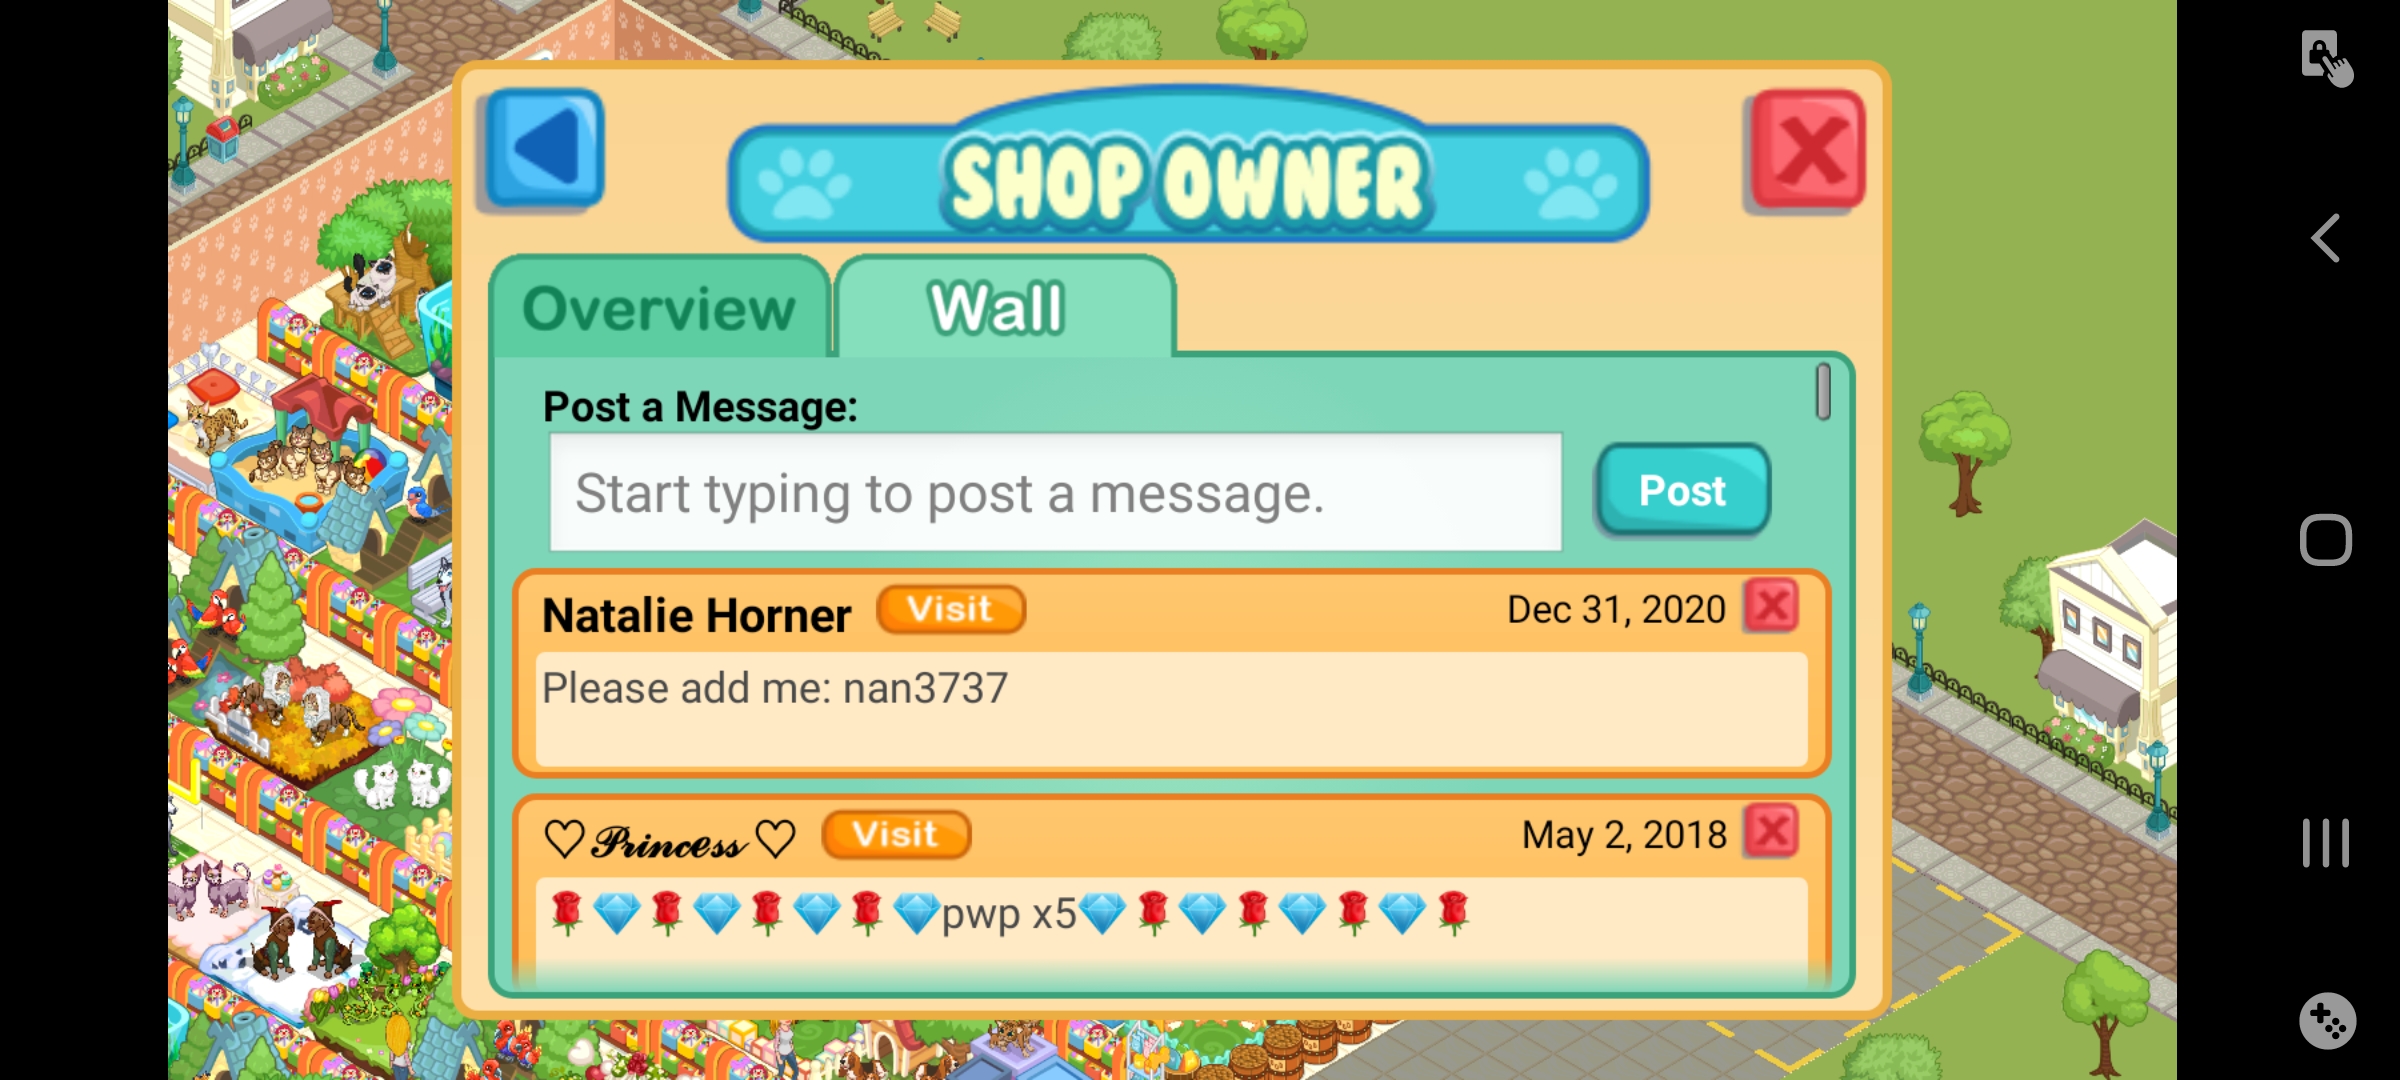 SHOP OWNER
Overview
Wall
Post a Message:
Start typing to post a message.
Post
Natalie Horner
Visit
Dec 31, 2020
Please add me: nan3737
♡𝓟𝓻𝓲𝓷𝓬𝓮𝓼𝓼♡
Visit
May 2, 2018
🌹💎🌹💎🌹💎🌹💎pwp x5💎🌹💎🌹💎🌹💎🌹